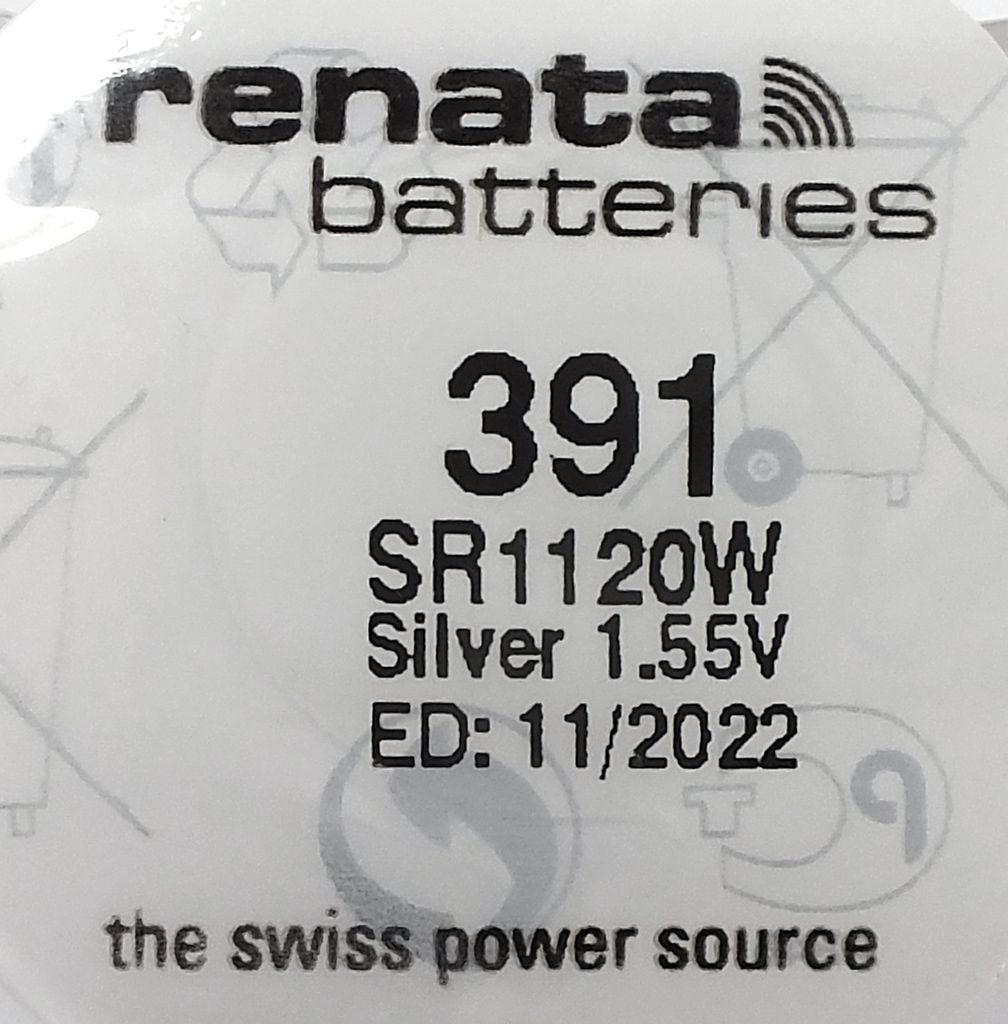 renata
batteries
391
SR1120W
Silver 1.55V
ED: 11/2022
the swiss power source